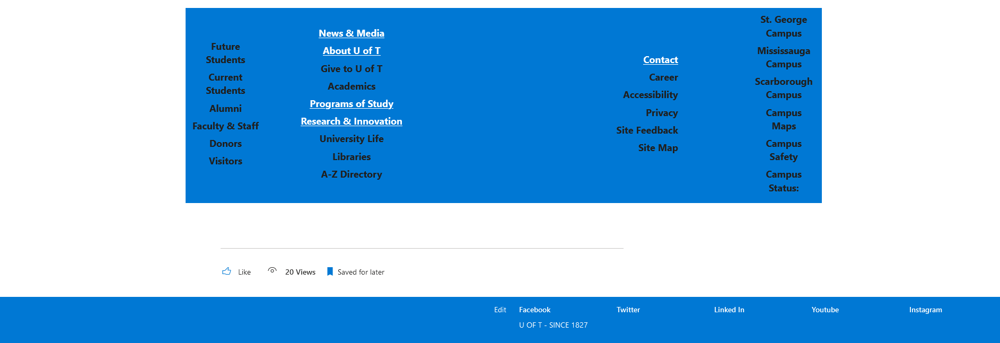 Future
Students
Current
Students
Alumni
Faculty & Staff
Donors
Visitors
News & Media
About U of T
Give to U of T
Academics
Programs of Study
Research & Innovation
University Life
Libraries
A-Z Directory
Contact
Career
Accessibility
Privacy
Site Feedback
Site Map
St. George
Campus
Mississauga
Campus
Scarborough
Campus
Campus
Maps
Campus
Safety
Campus
Status:
Like
20 Views
Saved for later
Edit
Facebook
Twitter
Linked In
Youtube
Instagram
U OF T - SINCE 1827